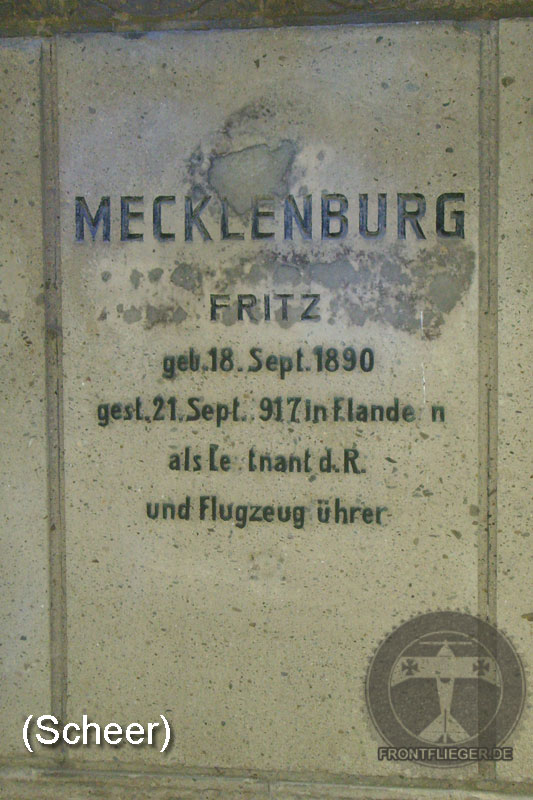 MECKLENBURG
FRITZ
geb. 18. Sept. 1890
gest. 21. Sept. 917 in Flande n
als Le tnant d. R.
und Flugzeug ührer
(Scheer)
FRONTFLIEGER.DE